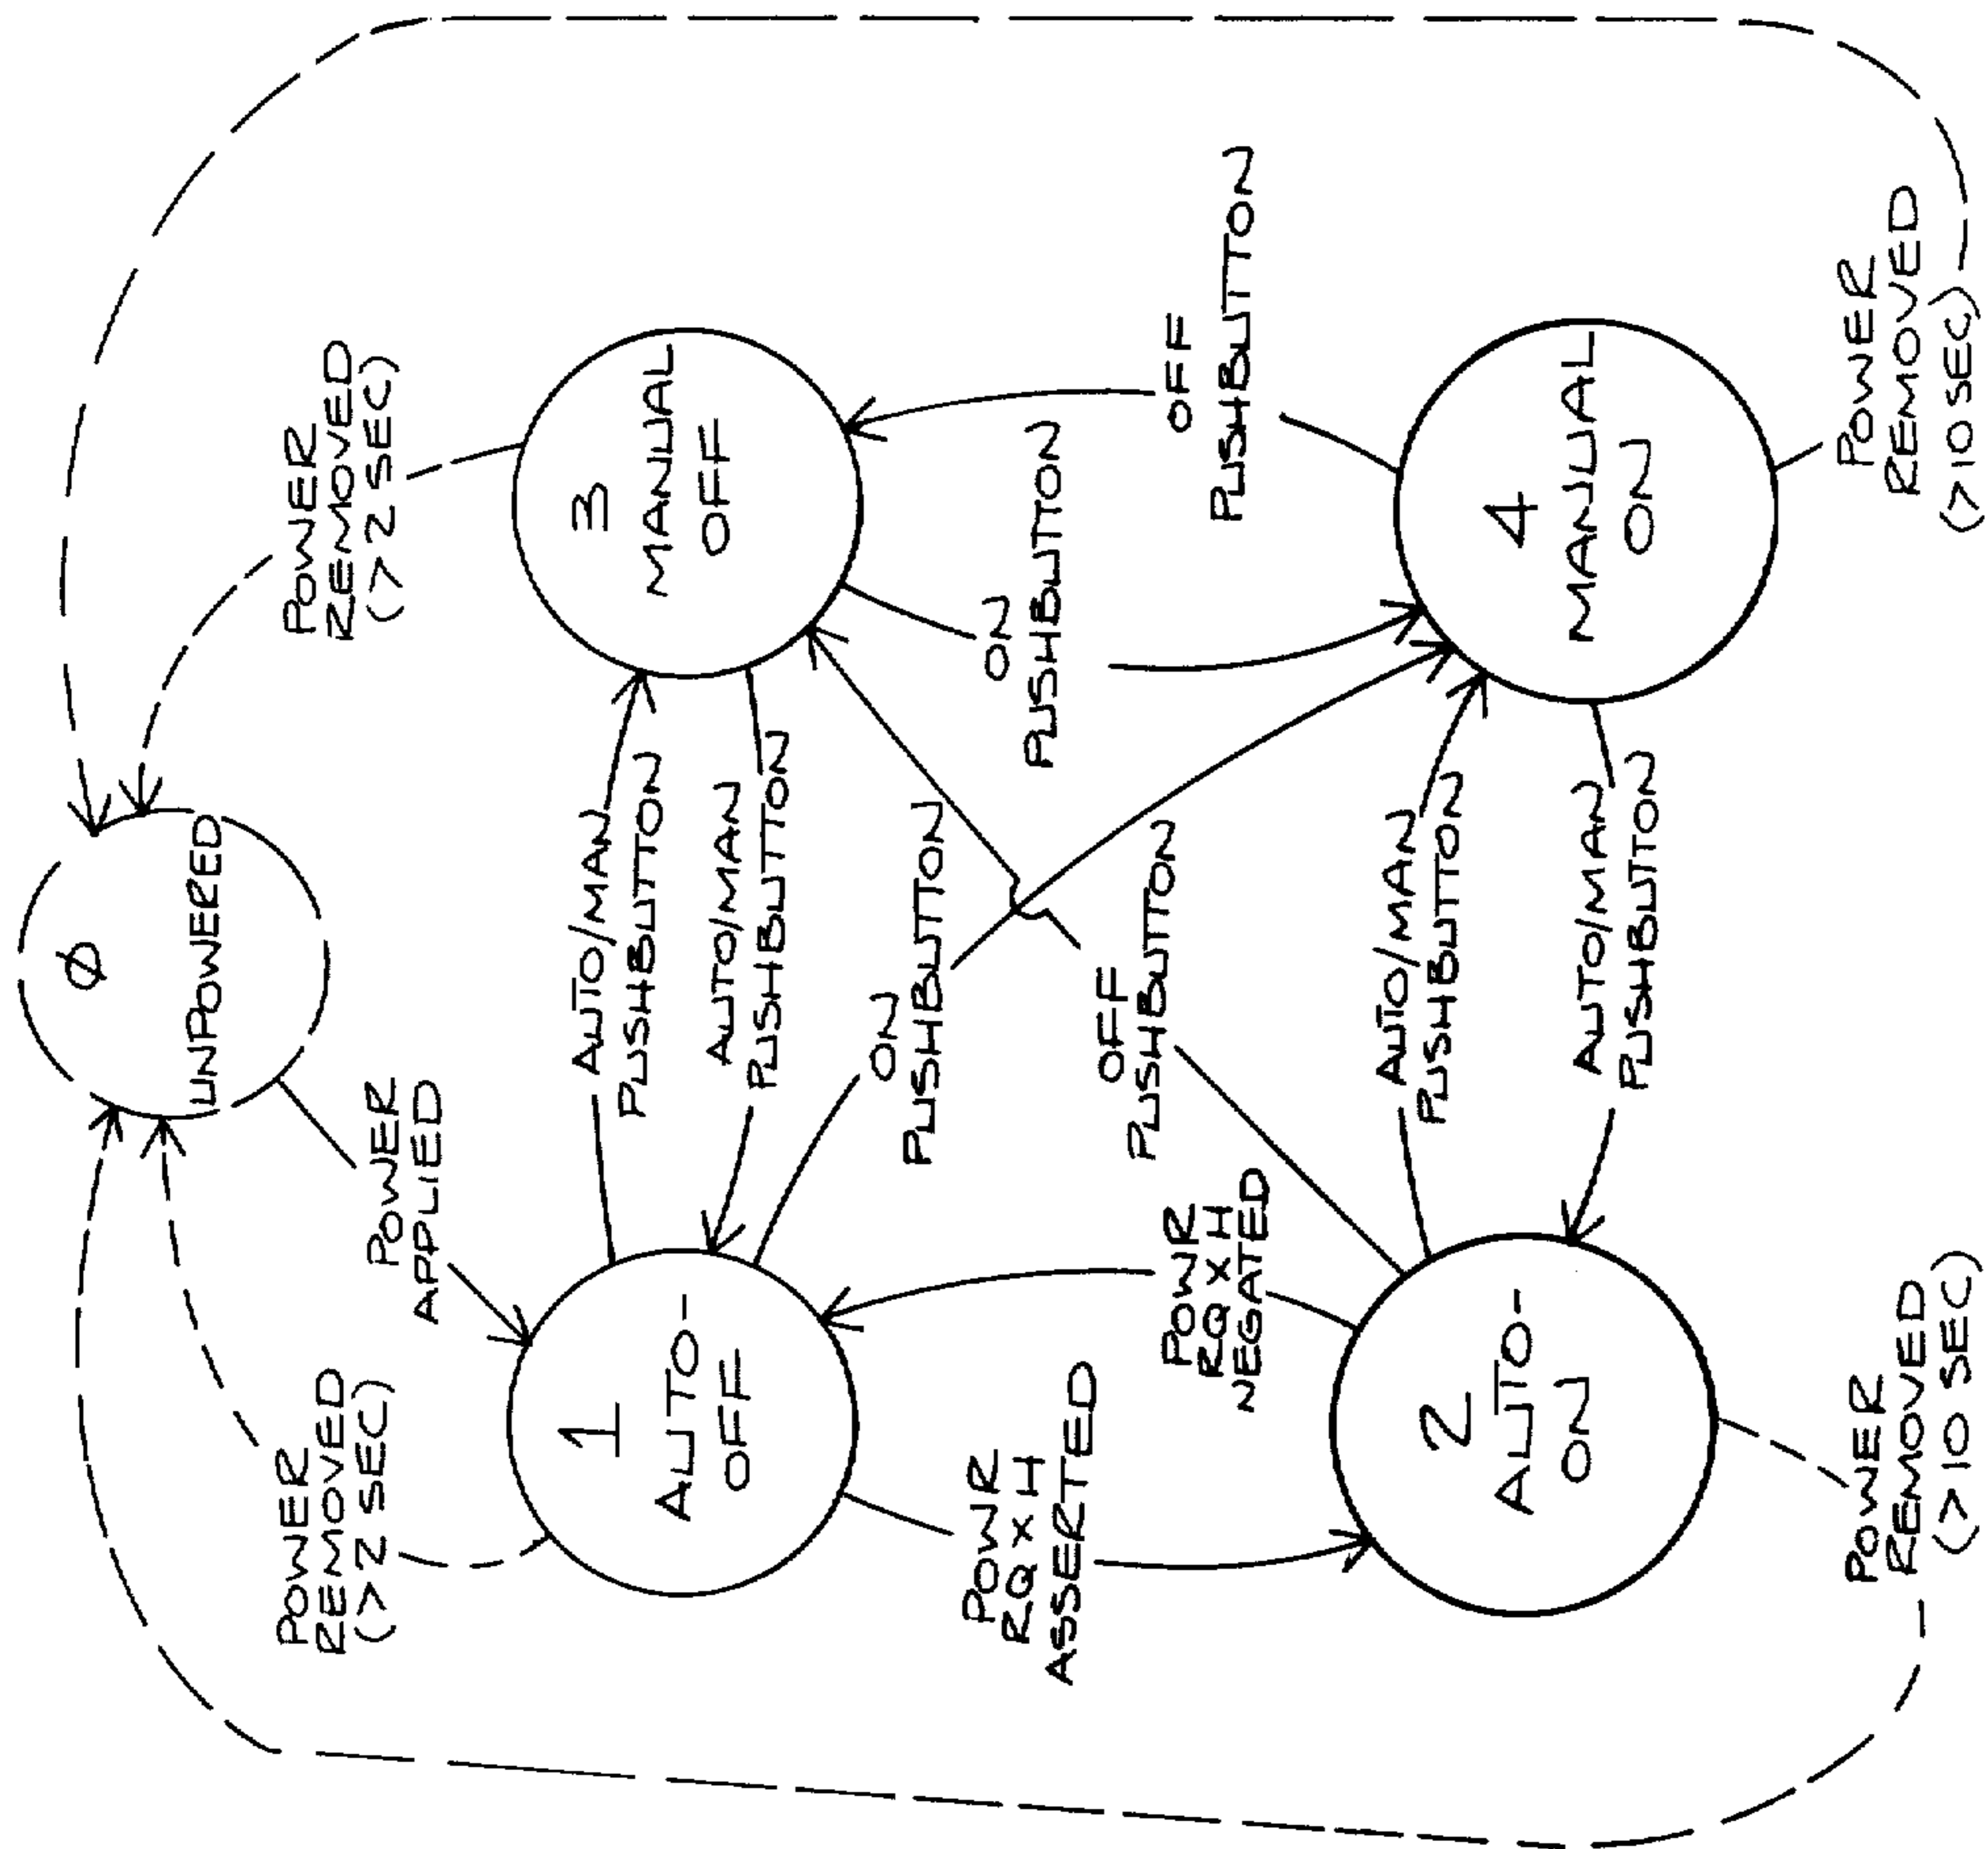 Ø
UNPOWERED
POWER
REMOVED
(>2 SEC)
POWER
APPLIED
POWER
REMOVED
(>2 SEC)
1
AUTO-
OFF
AUTO/MAN
PUSHBUTTON
AUTO/MAN
PUSHBUTTON
3
MANUAL
OFF
ON
PUSHBUTTON
OFF
PUSHBUTTON
POWR
RQXH
ASSERTED
POWR
RQXH
NEGATED
ON
PUSHBUTTON
OFF
PUSHBUTTON
2
AUTO-
ON
AUTO/MAN
PUSHBUTTON
AUTO/MAN
PUSHBUTTON
4
MANUAL
ON
POWER
REMOVED
(>10 SEC)
POWER
REMOVED
(>10 SEC)